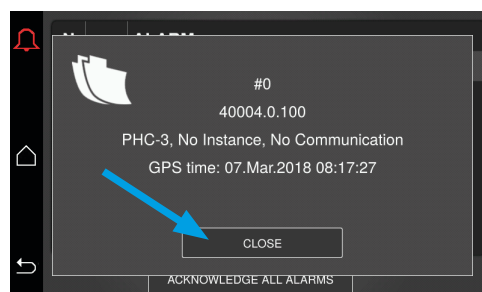 #0
40004.0.100
PHC-3, No Instance, No Communication
GPS time: 07.Mar.2018 08:17:27
CLOSE
ACKNOWLEDGE ALL ALARMS